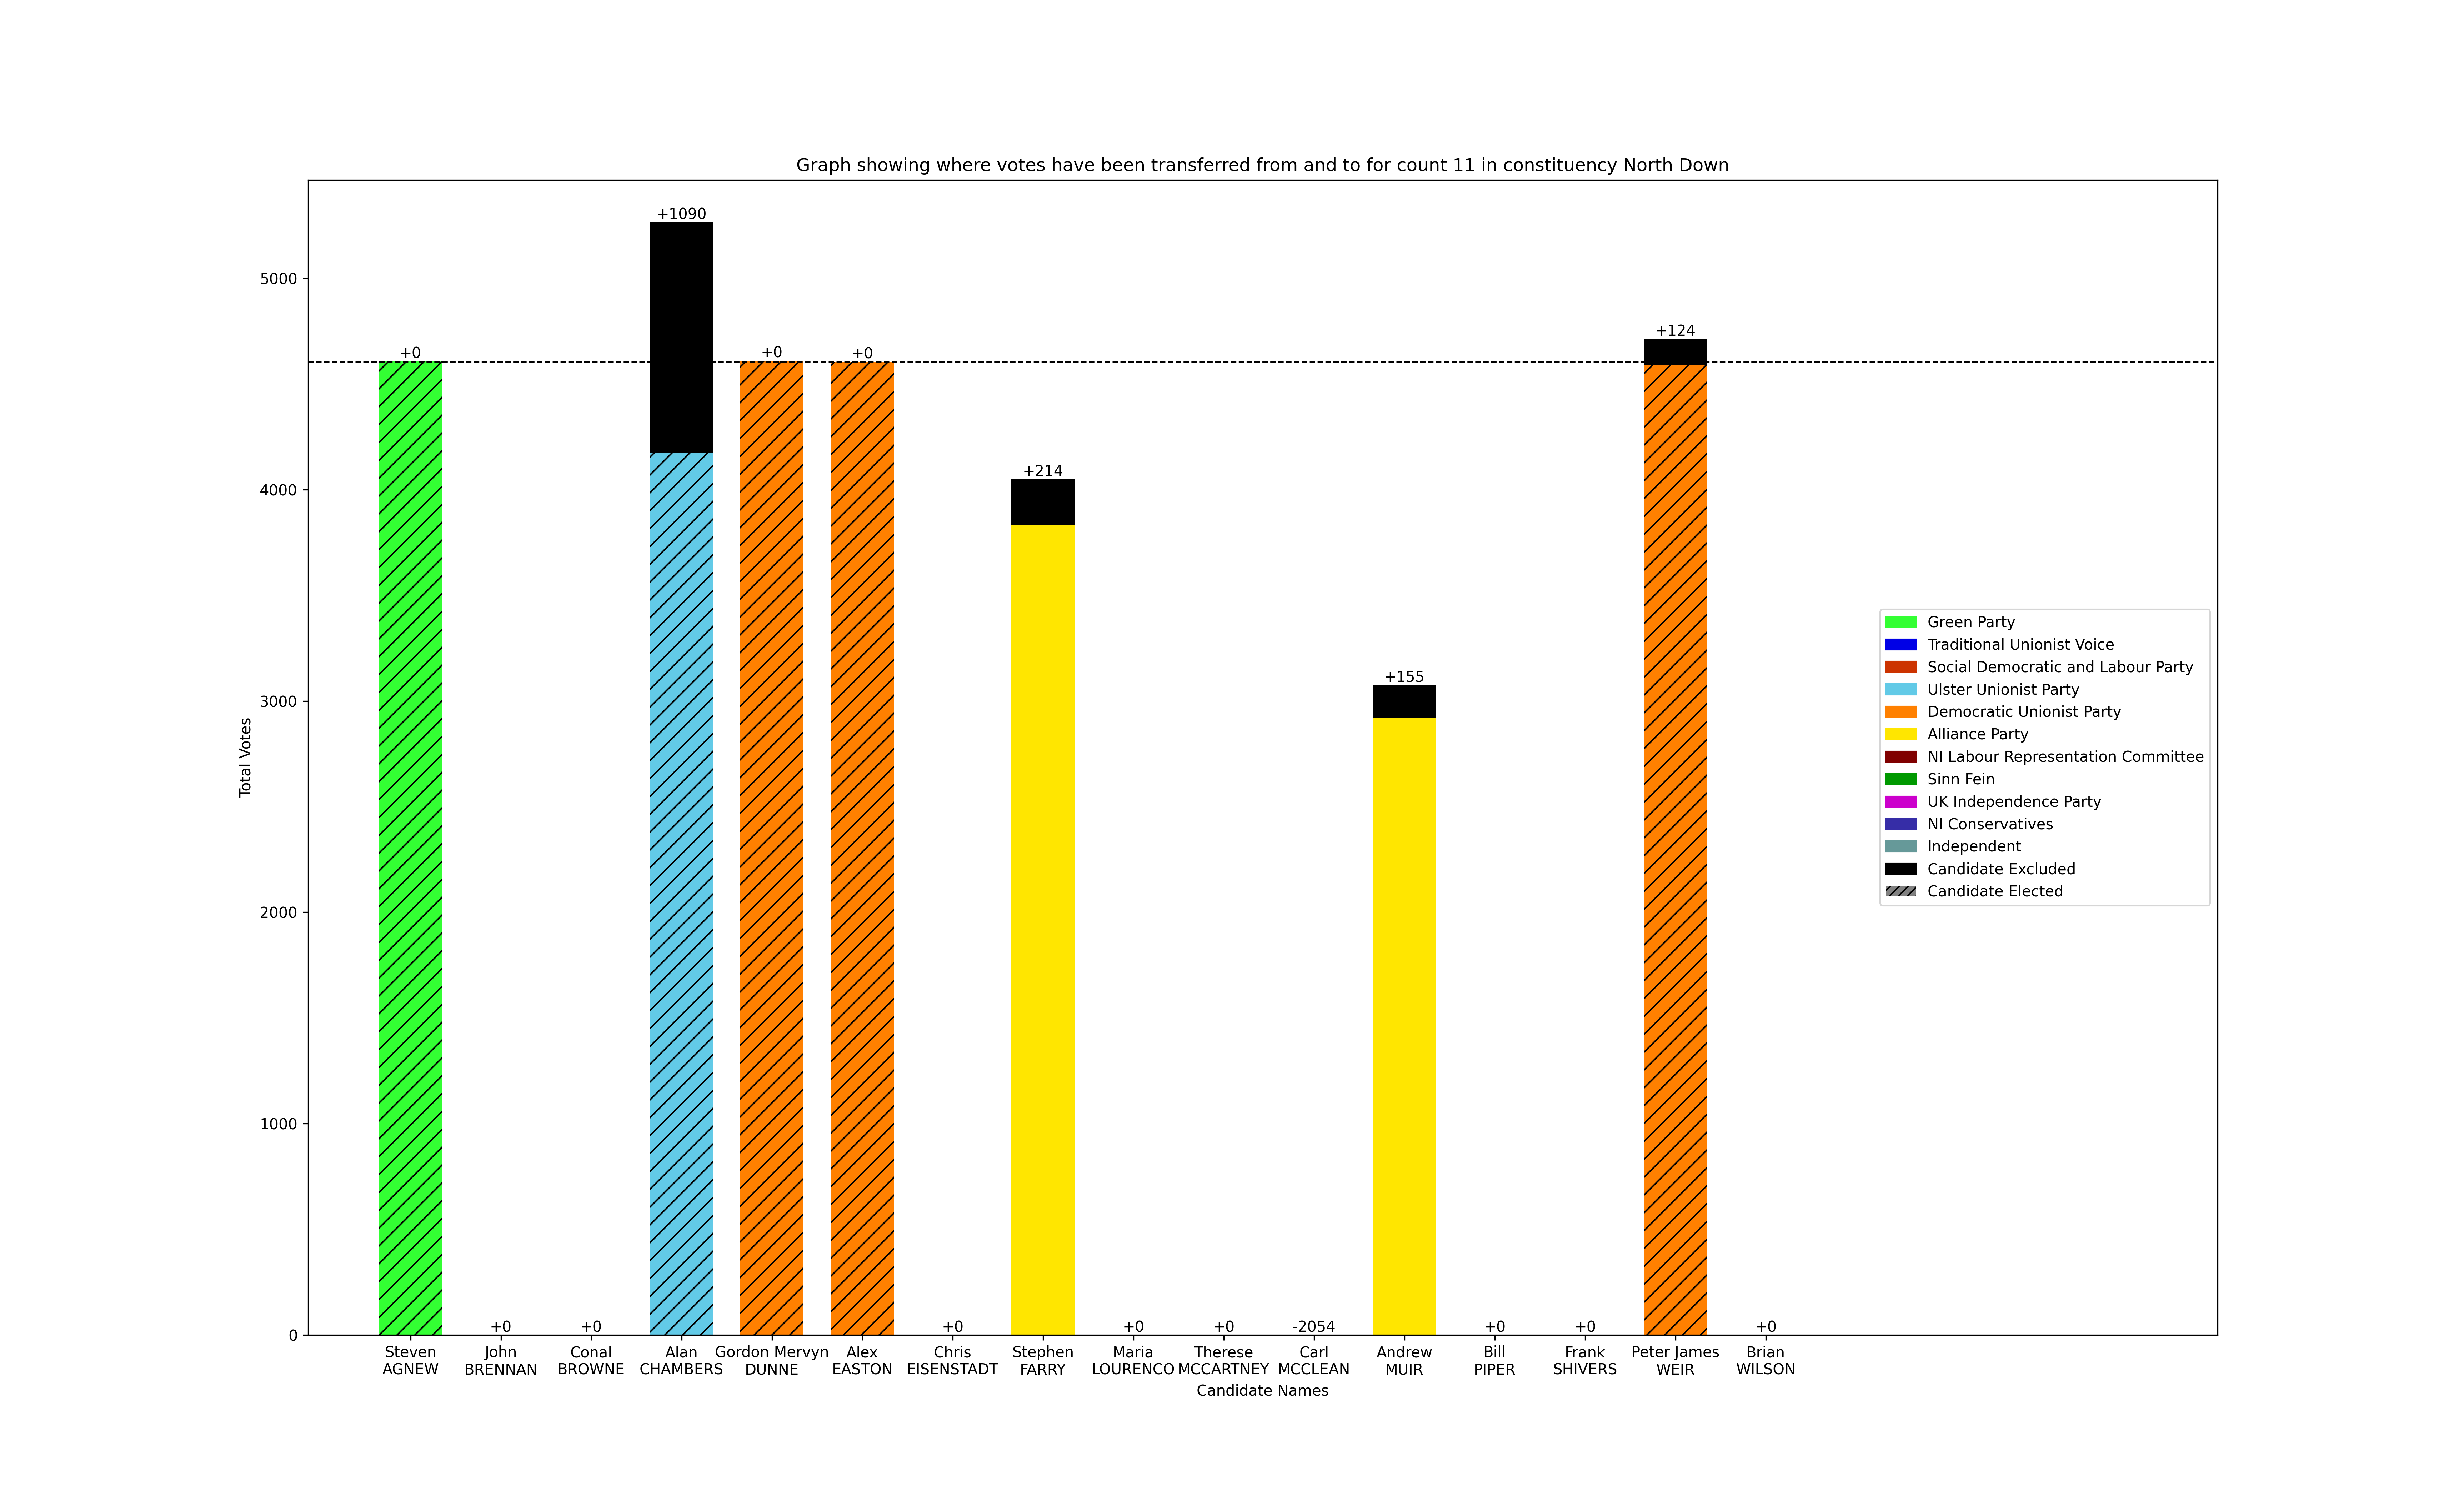 Graph showing where votes have been transferred from and to for count 11 in constituency North Down
Total Votes
5000
4000
3000
2000
1000
0
+0
+0
+0
+1090
+0
+0
+0
+214
+0
+0
-2054
+155
+0
+0
+124
+0
Steven
AGNEW
John
BRENNAN
Conal
BROWNE
Alan
CHAMBERS
Gordon Mervyn
DUNNE
Alex
EASTON
Chris
EISENSTADT
Stephen
FARRY
Maria
LOURENCO
Therese
MCCARTNEY
Carl
MCCLEAN
Andrew
MUIR
Bill
PIPER
Frank
SHIVERS
Peter James
WEIR
Brian
WILSON
Candidate Names
Green Party
Traditional Unionist Voice
Social Democratic and Labour Party
Ulster Unionist Party
Democratic Unionist Party
Alliance Party
NI Labour Representation Committee
Sinn Fein
UK Independence Party
NI Conservatives
Independent
Candidate Excluded
Candidate Elected